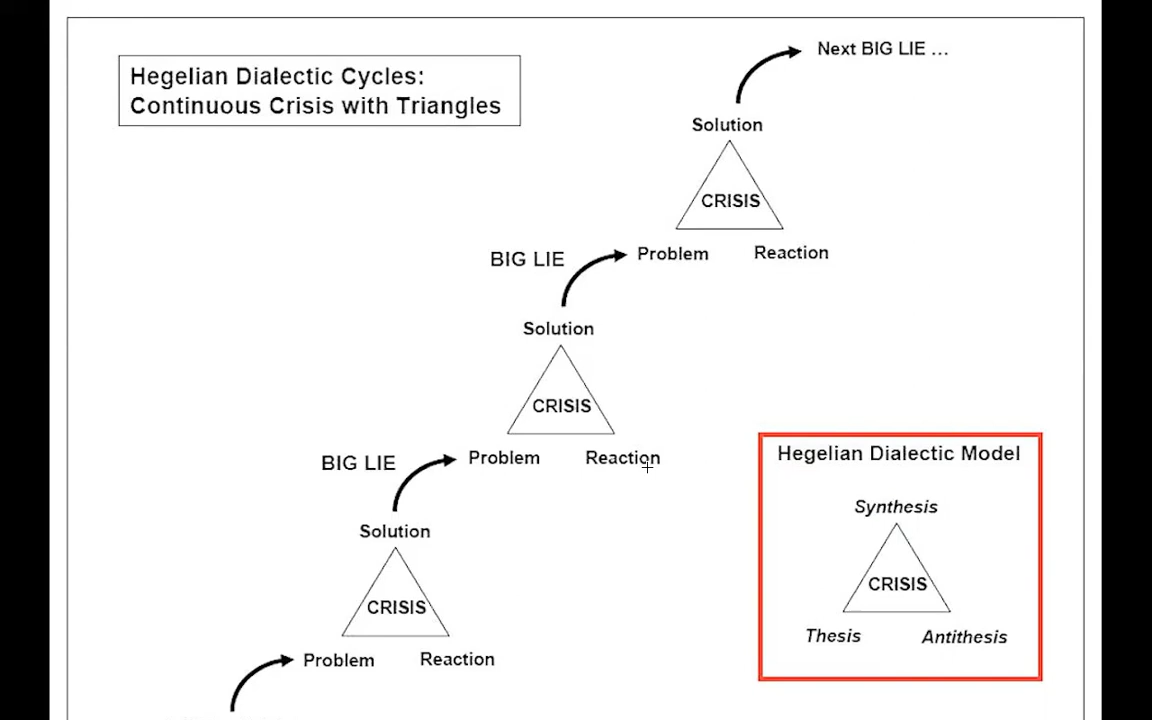 Hegelian Dialectic Cycles:
Continuous Crisis with Triangles
Next BIG LIE ...
Solution
CRISIS
Problem
Reaction
BIG LIE
Solution
CRISIS
Problem
Reaction
BIG LIE
Solution
CRISIS
Problem
Reaction
Hegelian Dialectic Model
Synthesis
CRISIS
Thesis
Antithesis